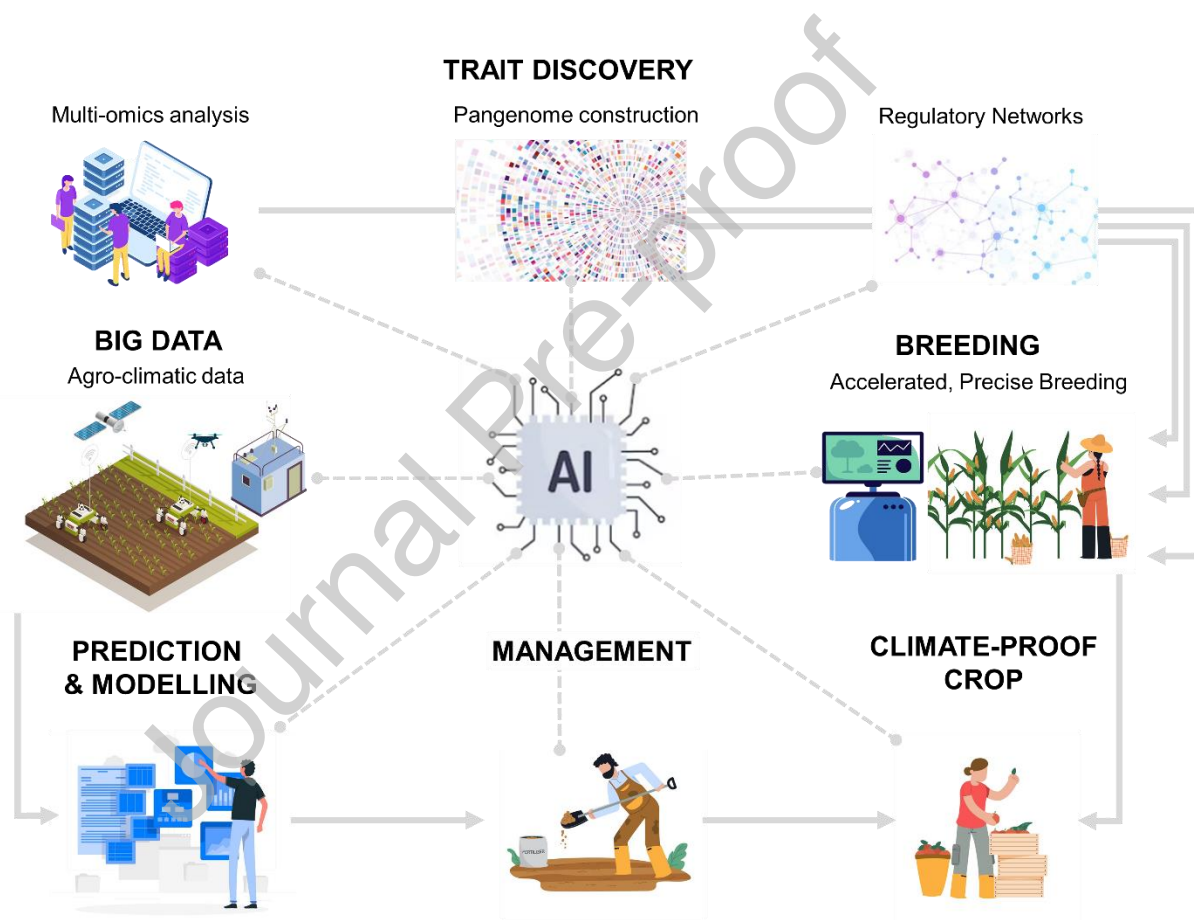 TRAIT DISCOVERY
Multi-omics analysis
Pangenome construction
Regulatory Networks
BIG DATA
Agro-climatic data
BREEDING
Accelerated, Precise Breeding
AI
PREDICTION
& MODELLING
MANAGEMENT
CLIMATE-PROOF
CROP
Journal Pre-proof